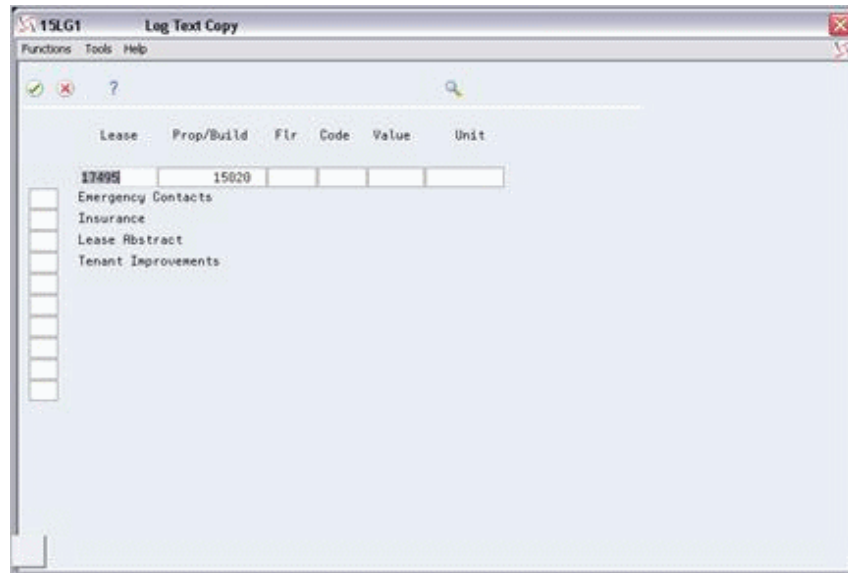 15LG1 Log Text Copy
Functions Tools Help
?
Lease Prop/Build Flr Code Value Unit
17495 15020
Emergency Contacts
Insurance
Lease Abstract
Tenant Improvements